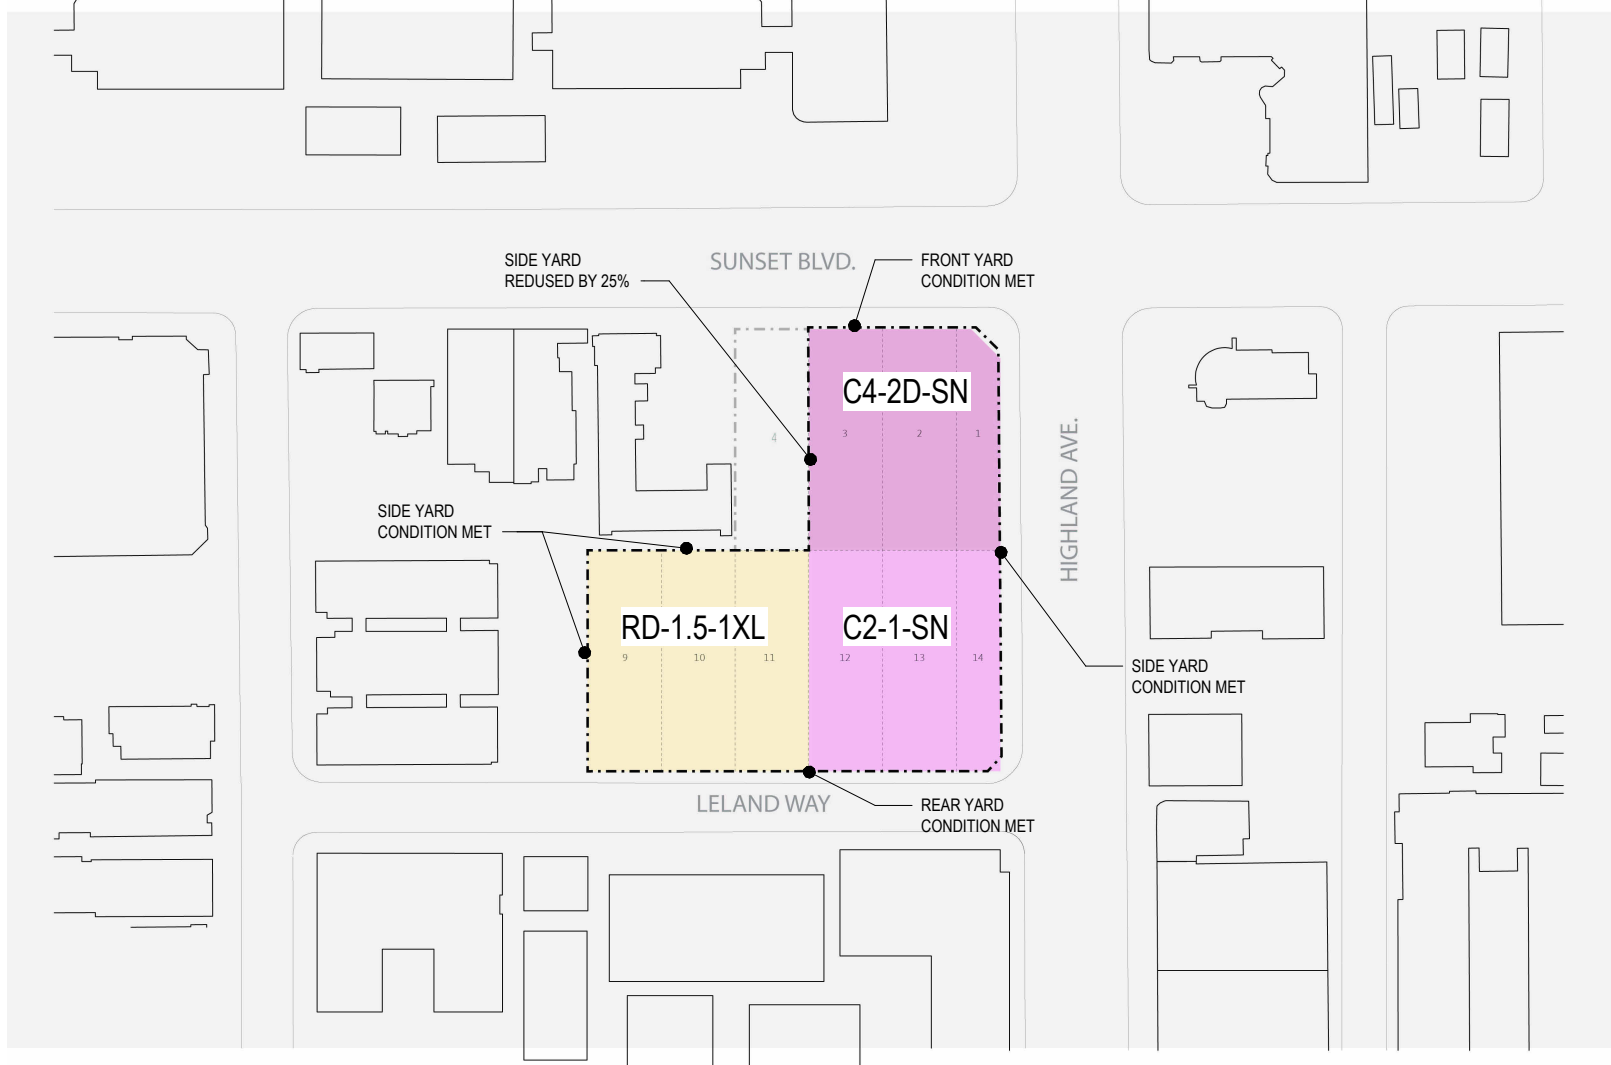 SIDE YARD
REDUSED BY 25%
SUNSET BLVD.
FRONT YARD
CONDITION MET
C4-2D-SN
4
3
2
1
HIGHLAND AVE.
SIDE YARD
CONDITION MET
RD-1.5-1XL
C2-1-SN
9
10
11
12
13
14
SIDE YARD
CONDITION MET
LELAND WAY
REAR YARD
CONDITION MET